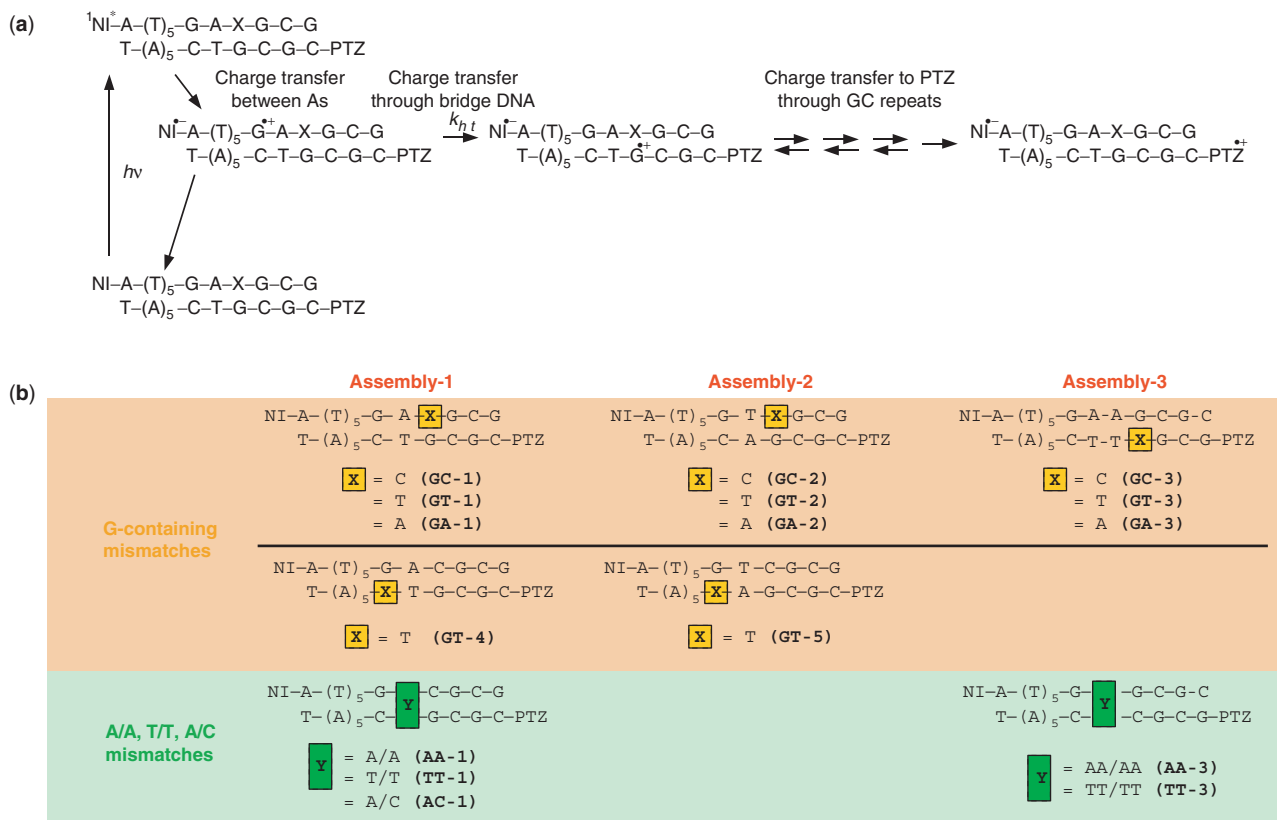 (a)
¹NI*–A–(T)₅–G–A–X–G–C–G
T–(A)₅–C–T–G–C–G–C–PTZ
Charge transfer between As
Charge transfer through bridge DNA
Charge transfer to PTZ through GC repeats
hν
NI•−–A–(T)₅–G•+–A–X–G–C–G
T–(A)₅–C–T–G–C–G–C–PTZ
k_{h t}
NI•−–A–(T)₅–G–A–X–G–C–G
T–(A)₅–C–T–G•+–C–G–C–PTZ
NI•−–A–(T)₅–G–A–X–G–C–G
T–(A)₅–C–T–G–C–G–C–PTZ•+
NI–A–(T)₅–G–A–X–G–C–G
T–(A)₅–C–T–G–C–G–C–PTZ
(b)
Assembly-1
Assembly-2
Assembly-3
G-containing mismatches
NI–A–(T)₅–G–A–X–G–C–G
T–(A)₅–C–T–G–C–G–C–PTZ
X = C (GC-1)
= T (GT-1)
= A (GA-1)
NI–A–(T)₅–G–T–X–G–C–G
T–(A)₅–C–A–G–C–G–C–PTZ
X = C (GC-2)
= T (GT-2)
= A (GA-2)
NI–A–(T)₅–G–A-A–G–C–G-C
T–(A)₅–C–T-T–X–G–C–G–PTZ
X = C (GC-3)
= T (GT-3)
= A (GA-3)
NI–A–(T)₅–G–A–C–G–C–G
T–(A)₅–X–T–G–C–G–C–PTZ
X = T (GT-4)
NI–A–(T)₅–G–T–C–G–C–G
T–(A)₅–X–A–G–C–G–C–PTZ
X = T (GT-5)
A/A, T/T, A/C mismatches
NI–A–(T)₅–G–Y–C–G–C–G
T–(A)₅–C–G–C–G–C–PTZ
Y = A/A (AA-1)
= T/T (TT-1)
= A/C (AC-1)
NI–A–(T)₅–G–Y–G–C–G-C
T–(A)₅–C–C–G–C–G–PTZ
Y = AA/AA (AA-3)
= TT/TT (TT-3)